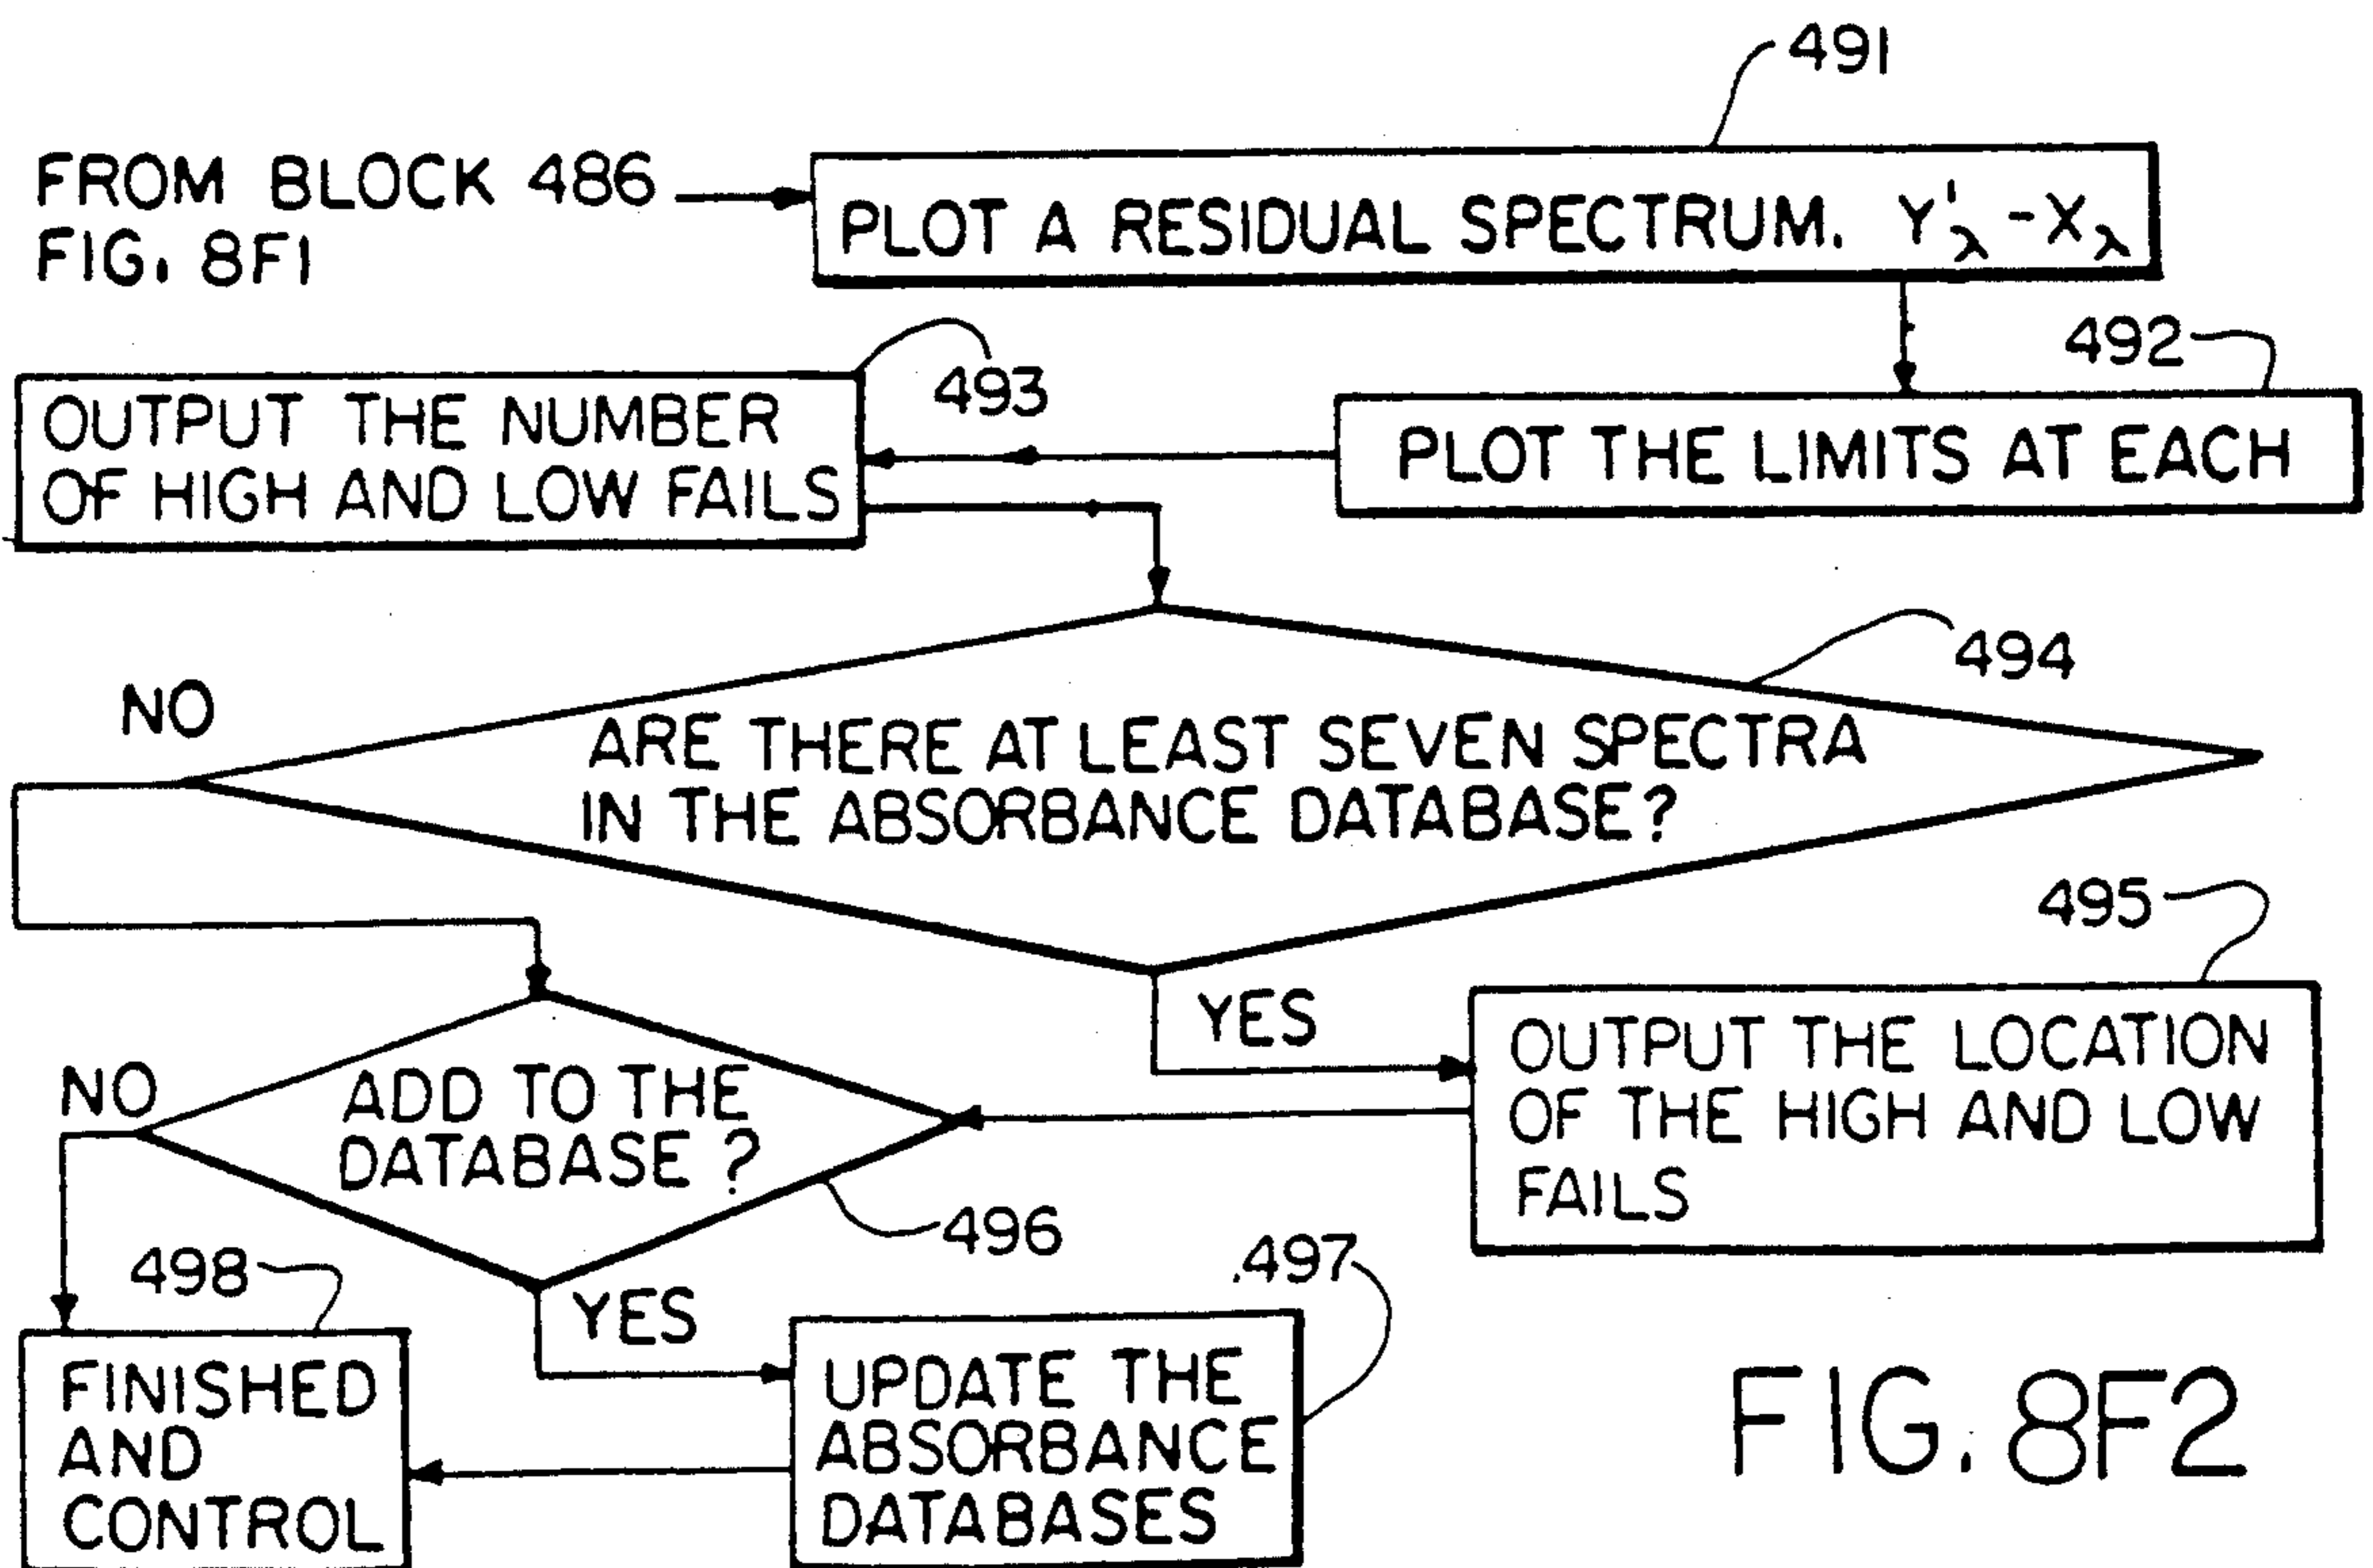 491
FROM BLOCK 486
FIG. 8F1
PLOT A RESIDUAL SPECTRUM. Y'λ -Xλ
492
493
OUTPUT THE NUMBER
OF HIGH AND LOW FAILS
PLOT THE LIMITS AT EACH
494
NO
ARE THERE AT LEAST SEVEN SPECTRA
IN THE ABSORBANCE DATABASE?
495
YES
OUTPUT THE LOCATION
OF THE HIGH AND LOW
FAILS
NO
ADD TO THE
DATABASE ?
496
498
497
YES
FINISHED
AND
CONTROL
UPDATE THE
ABSORBANCE
DATABASES
FIG. 8F2